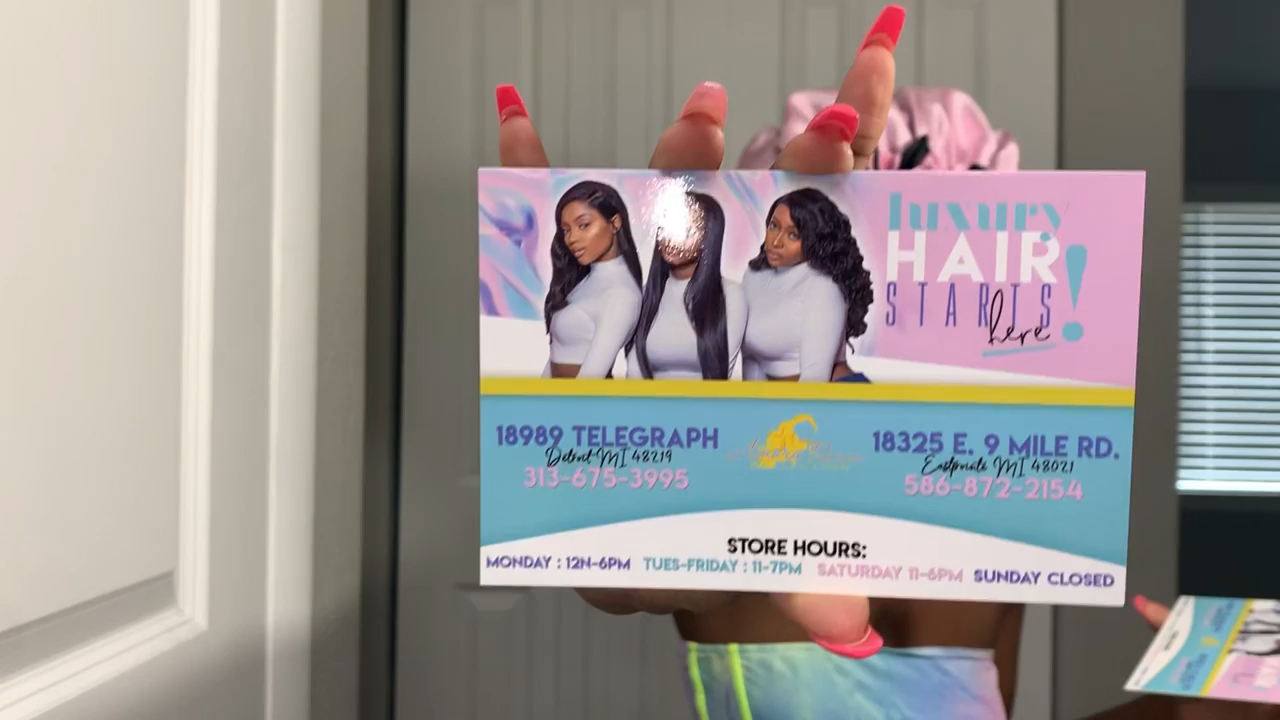 luxury
HAIR
STARTS
here!
18989 TELEGRAPH
Detroit MI 48219
313-675-3995
18325 E. 9 MILE RD.
Eastpointe MI 48021
586-872-2154
STORE HOURS:
MONDAY : 12N-6PM TUES-FRIDAY : 11-7PM SATURDAY 11-6PM SUNDAY CLOSED